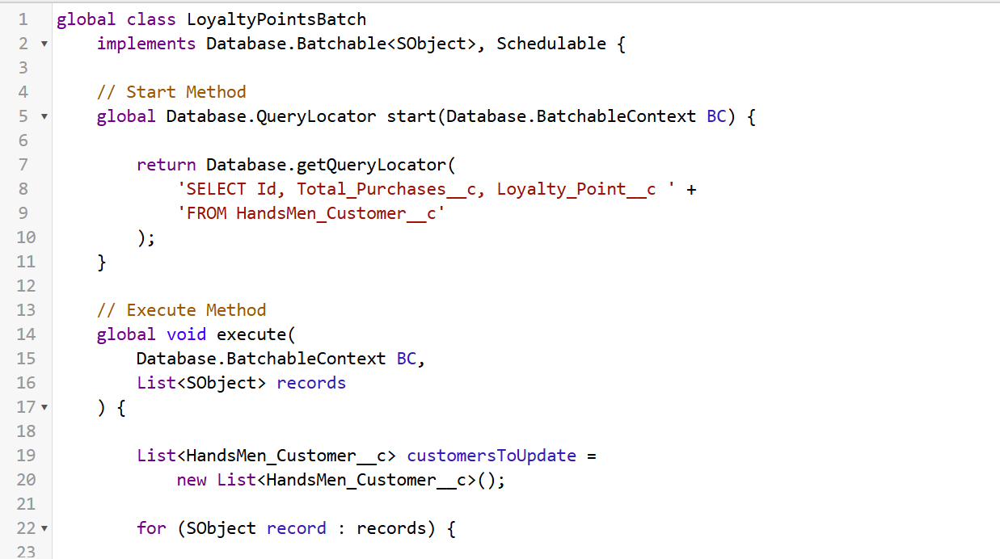 1 global class LoyaltyPointsBatch
2 implements Database.Batchable<SObject>, Schedulable {
3
4 // Start Method
5 global Database.QueryLocator start(Database.BatchableContext BC) {
6
7 return Database.getQueryLocator(
8 'SELECT Id, Total_Purchases__c, Loyalty_Point__c ' +
9 'FROM HandsMen_Customer__c'
10 );
11 }
12
13 // Execute Method
14 global void execute(
15 Database.BatchableContext BC,
16 List<SObject> records
17 ) {
18
19 List<HandsMen_Customer__c> customersToUpdate =
20 new List<HandsMen_Customer__c>();
21
22 for (SObject record : records) {
23